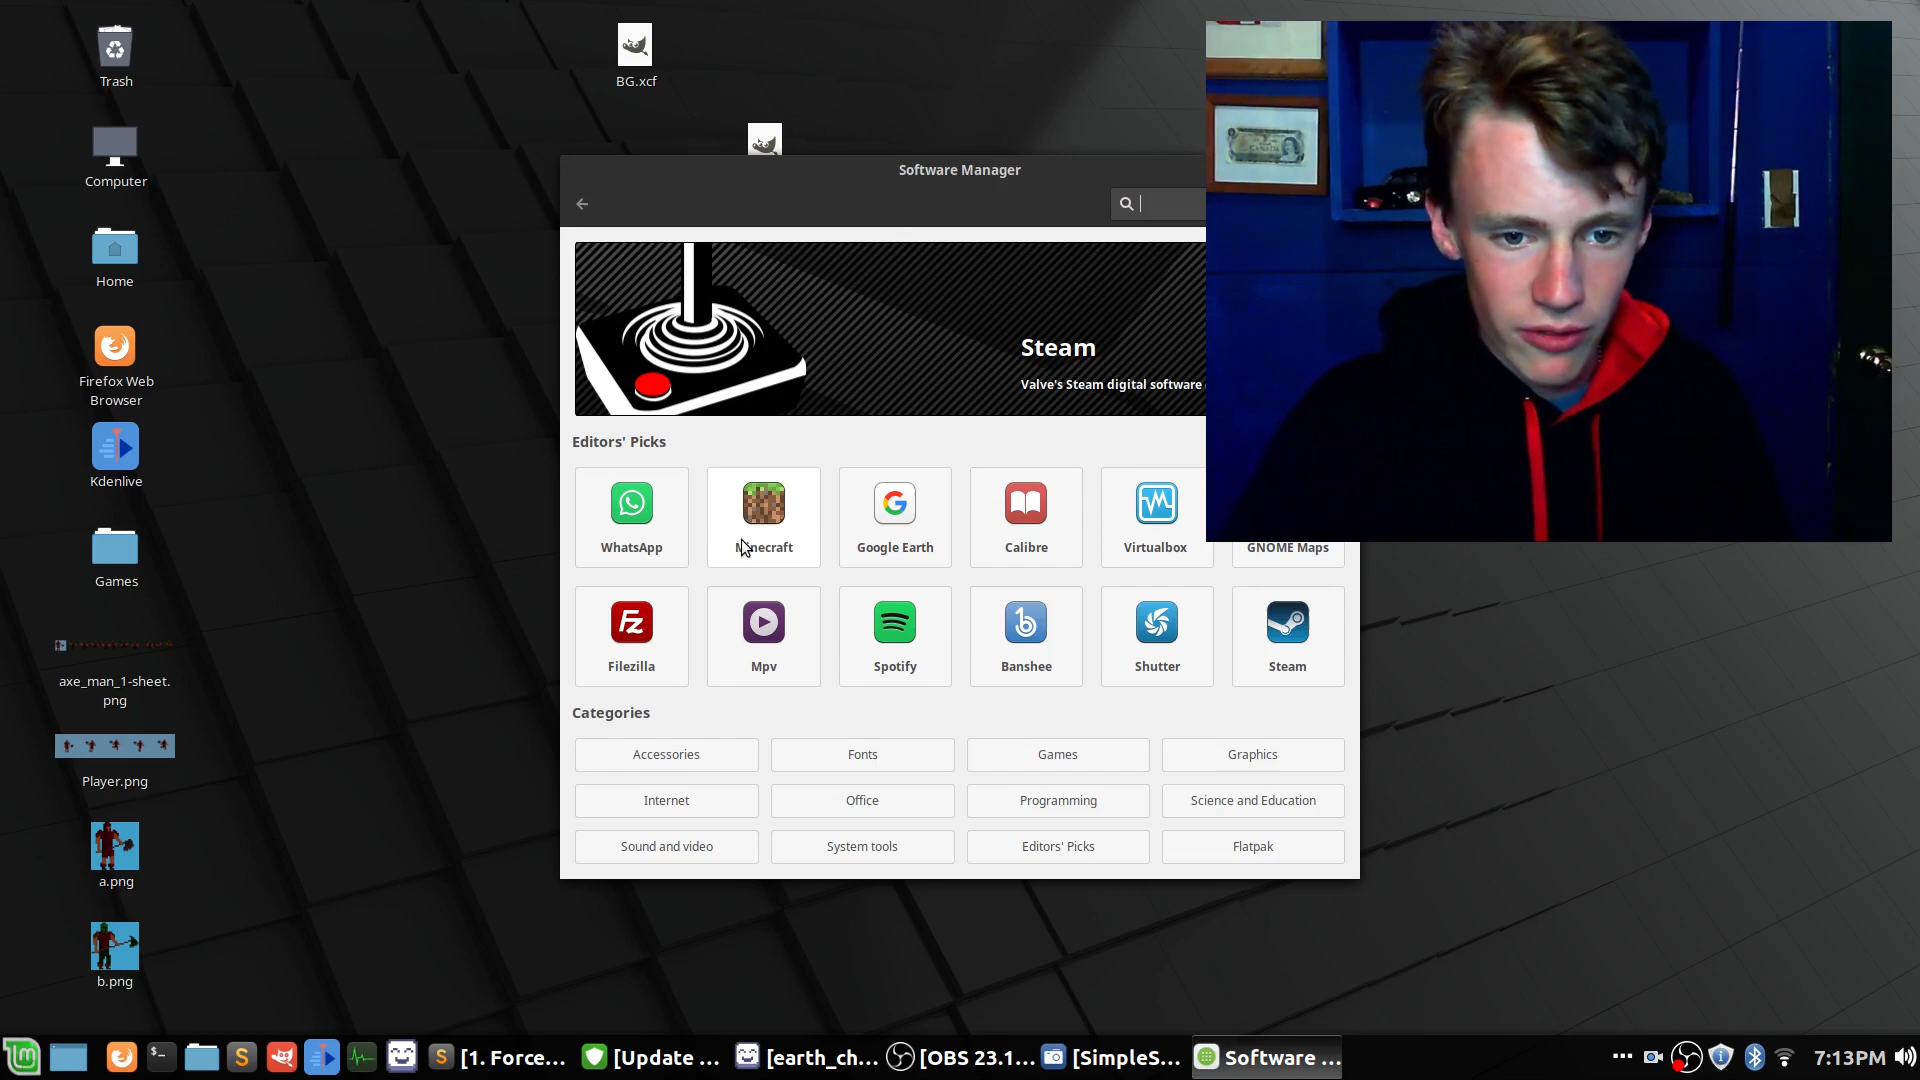 Trash
Computer
Home
Firefox Web
Browser
Kdenlive
Games
axe_man_1-sheet.
png
Player.png
a.png
b.png
BG.xcf
Software Manager
Steam
Valve's Steam digital software
Editors' Picks
WhatsApp
Minecraft
Google Earth
Calibre
Virtualbox
GNOME Maps
Filezilla
Mpv
Spotify
Banshee
Shutter
Steam
Categories
Accessories
Fonts
Games
Graphics
Internet
Office
Programming
Science and Education
Sound and video
System tools
Editors' Picks
Flatpak
[1. Force...
[Update ...
[earth_ch...
[OBS 23.1...
[SimpleS...
Software ...
7:13PM